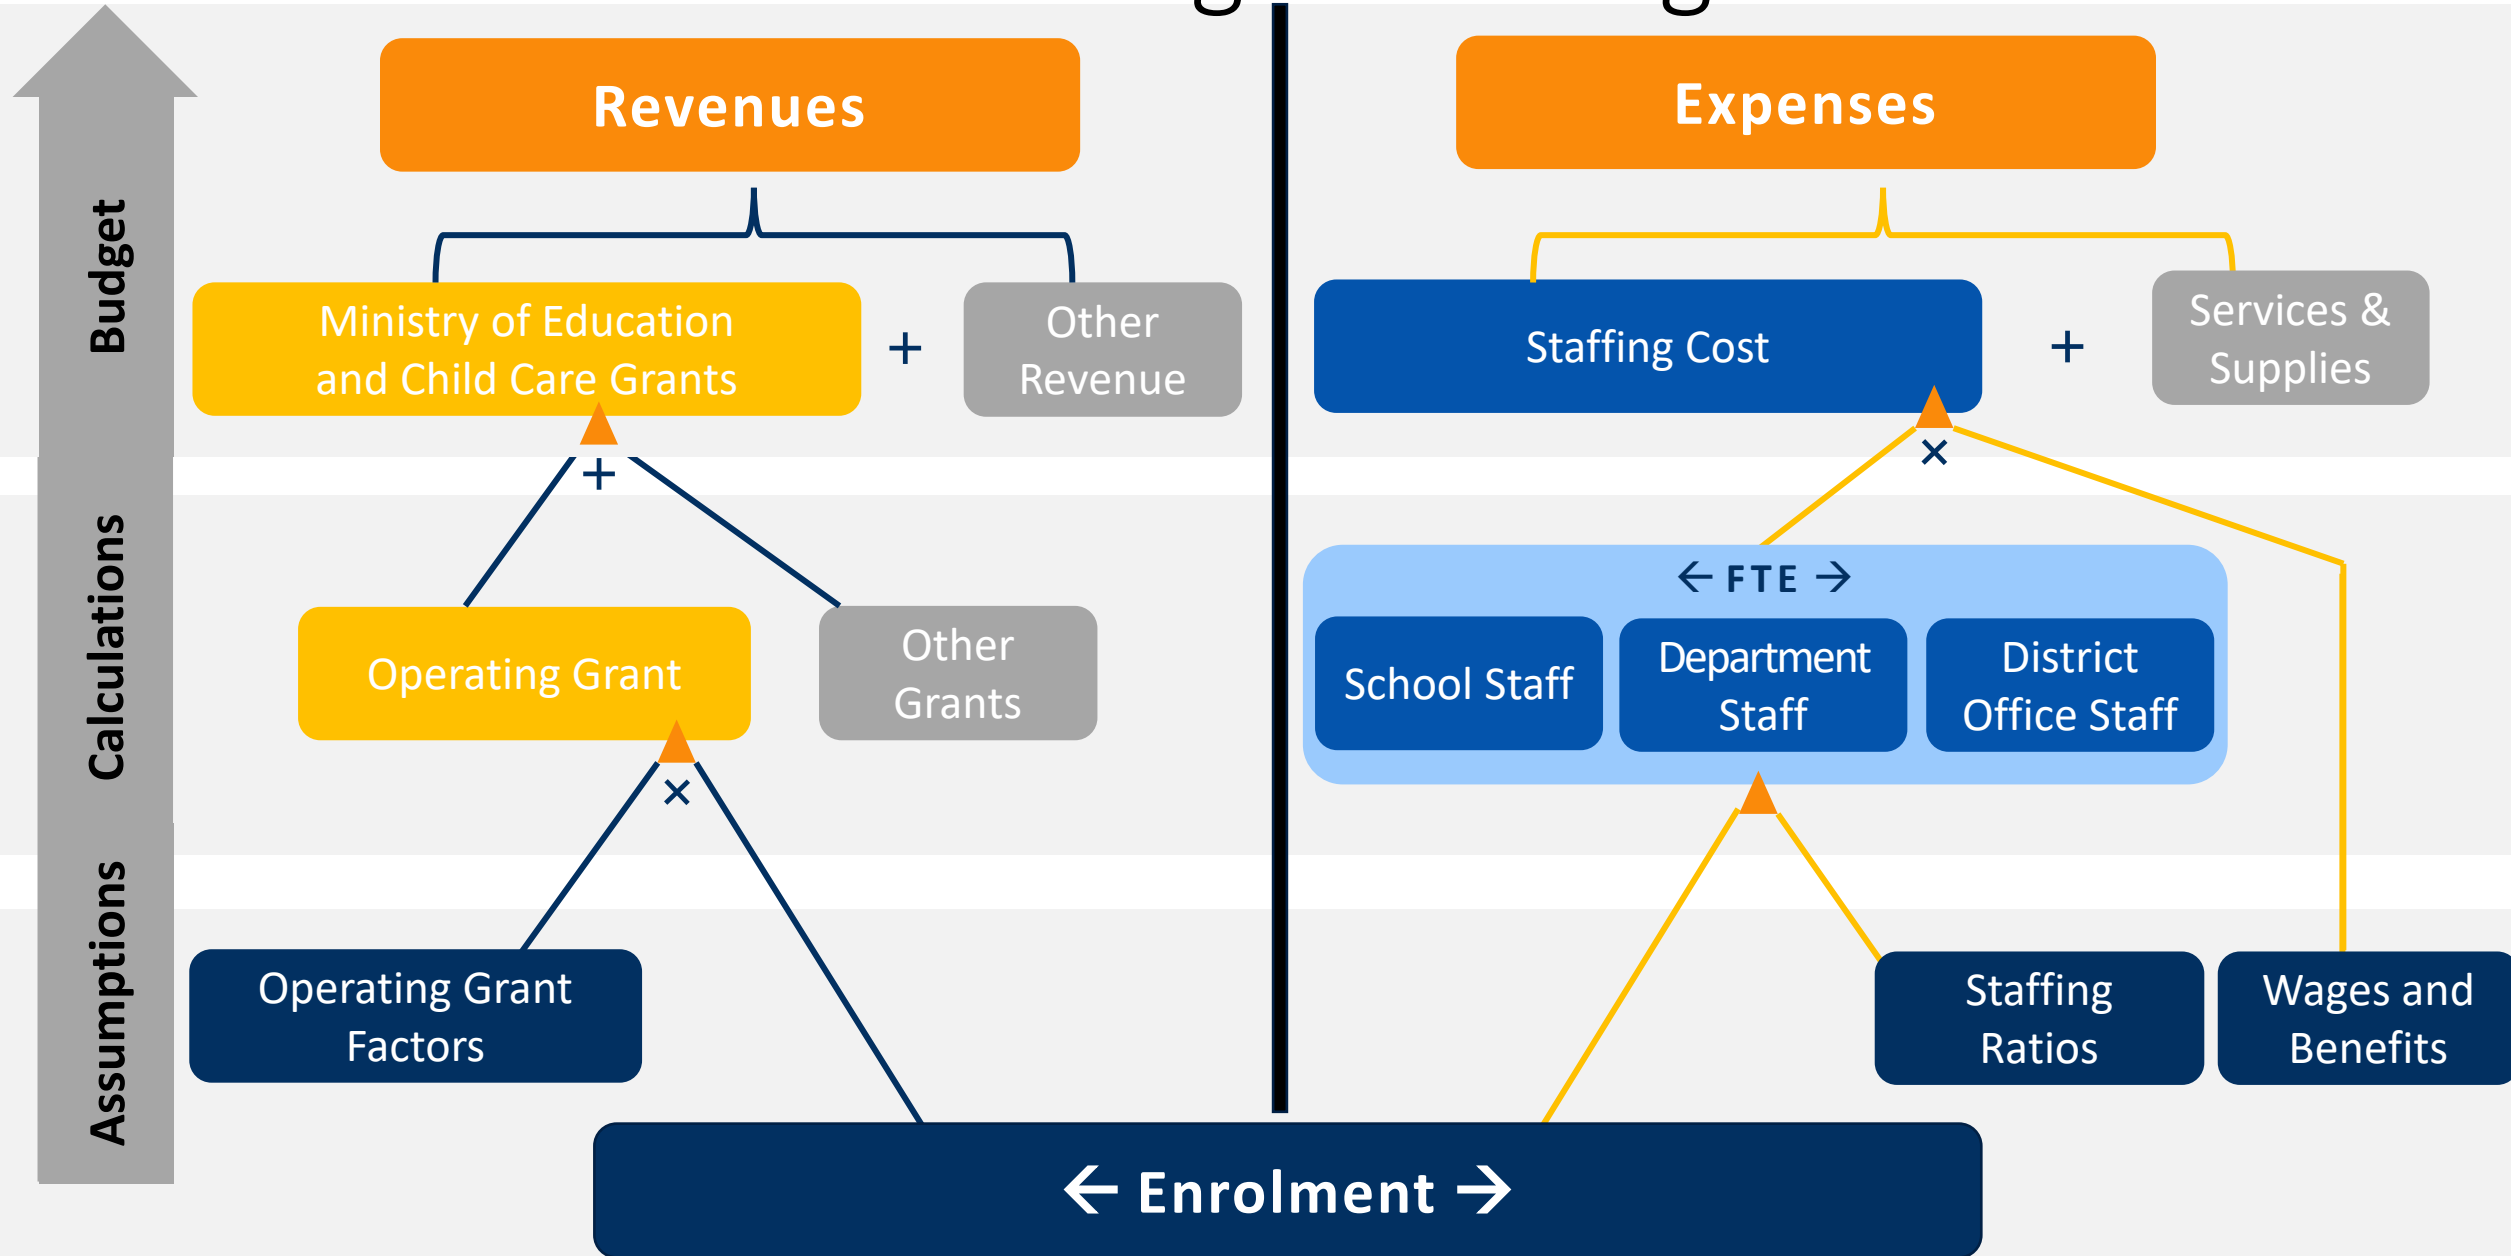 Revenues
Expenses
Budget
Ministry of Education
and Child Care Grants
+
Other
Revenue
Staffing Cost
+
Services &
Supplies
+
×
Calculations
← FTE →
Operating Grant
Other
Grants
School Staff
Department
Staff
District
Office Staff
×
Assumptions
Operating Grant
Factors
Staffing
Ratios
Wages and
Benefits
← Enrolment →